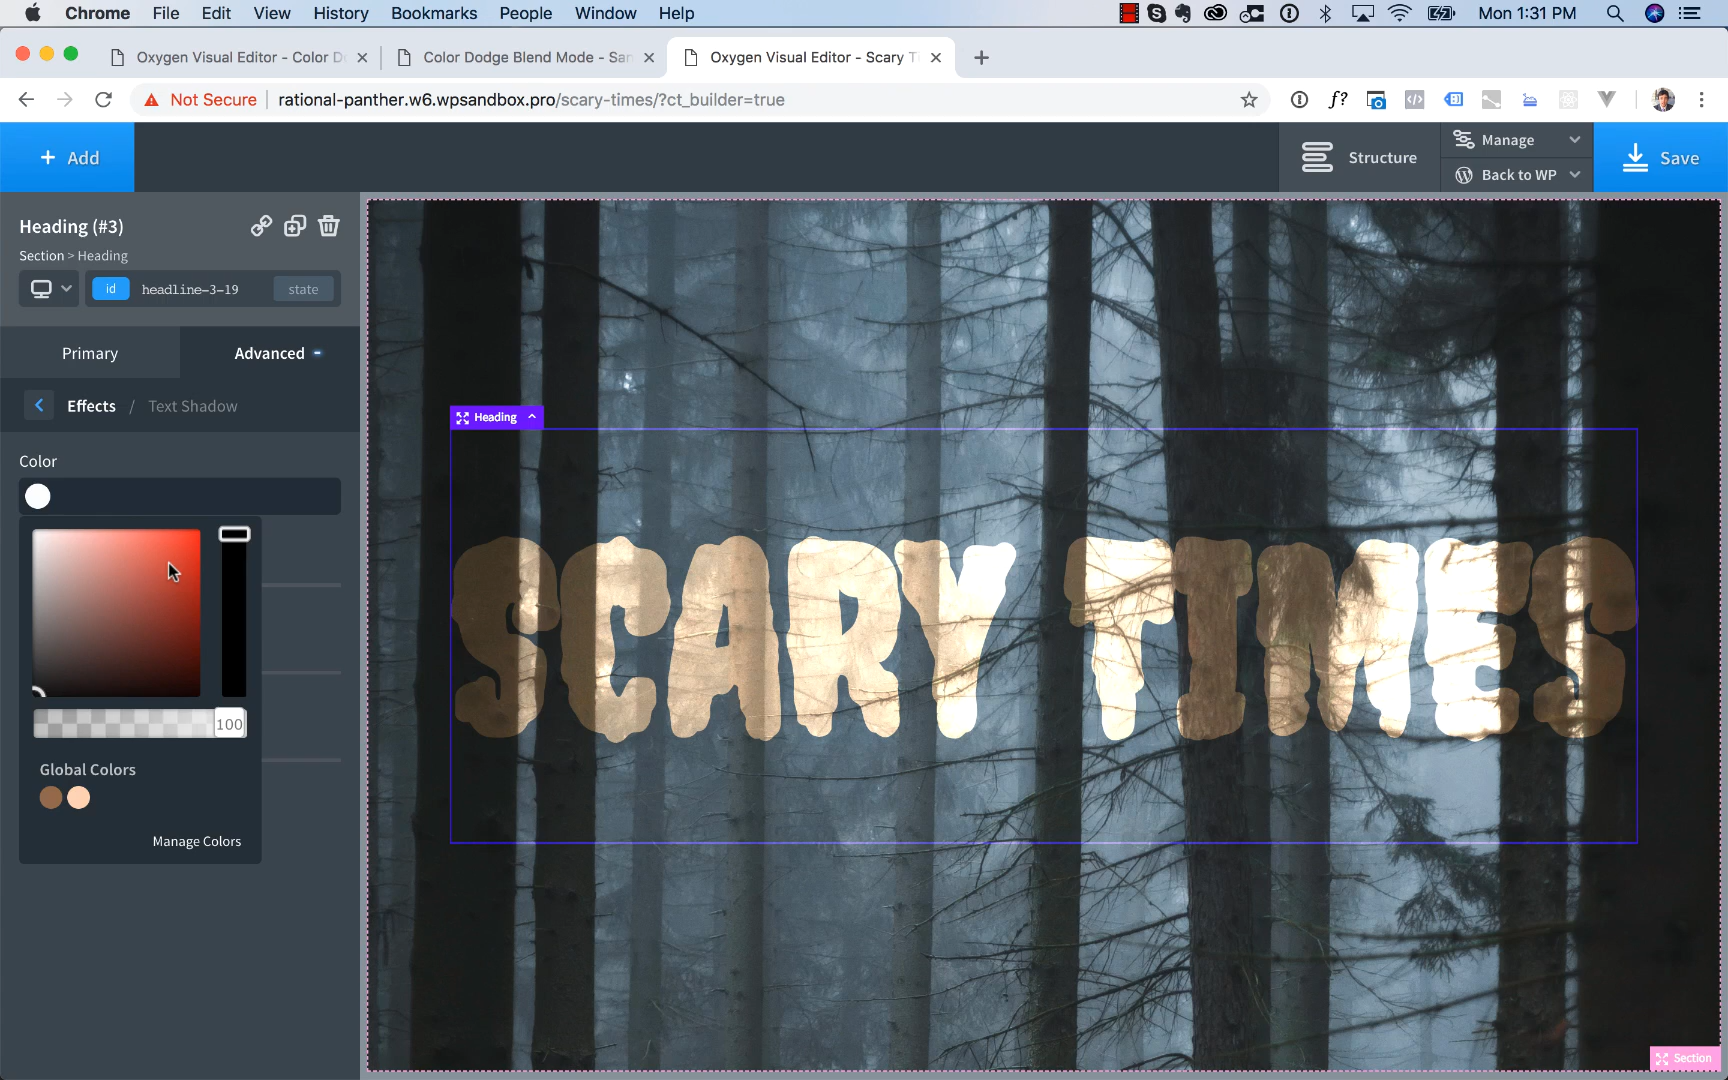 Chrome File Edit View History Bookmarks People Window Help Mon 1:31 PM
Oxygen Visual Editor - Color D
Color Dodge Blend Mode - San
Oxygen Visual Editor - Scary T
Not Secure rational-panther.w6.wpsandbox.pro/scary-times/?ct_builder=true
f?
+ Add
Structure
Manage
Back to WP
Save
Heading (#3)
Section > Heading
id headline-3-19 state
Primary Advanced
Effects / Text Shadow
Color
100
Global Colors
Manage Colors
Heading
SCARY TIMES
Section